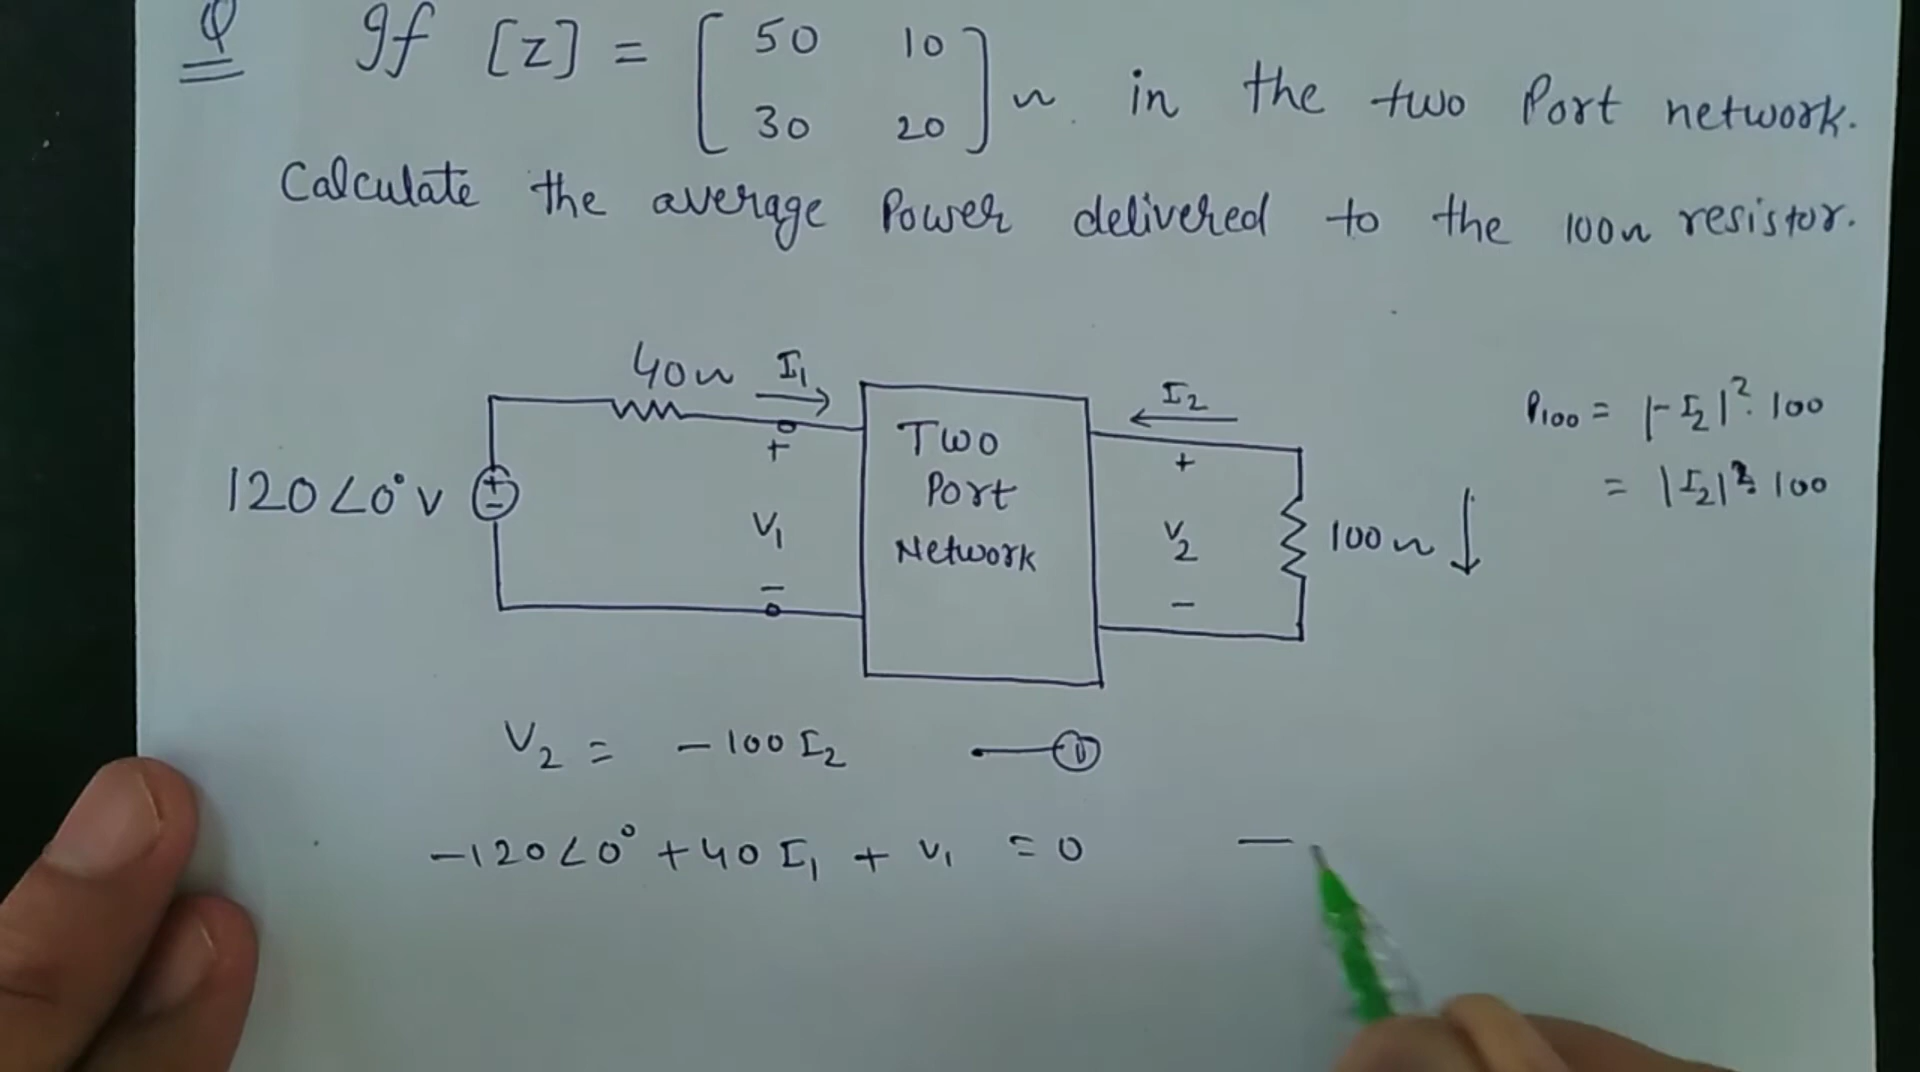 Q If [z] = [ 50 10
30 20 ] Ω in the two Port network.
Calculate the average Power delivered to the 100Ω resistor.
40Ω I₁
I₂
120∠0° V
+
-
+
V₁
-
Two
Port
Network
+
V₂
-
100Ω
P₁₀₀ = |-I₂|². 100
= |I₂|². 100
V₂ = -100 I₂ ①
-120∠0° + 40 I₁ + V₁ = 0 —